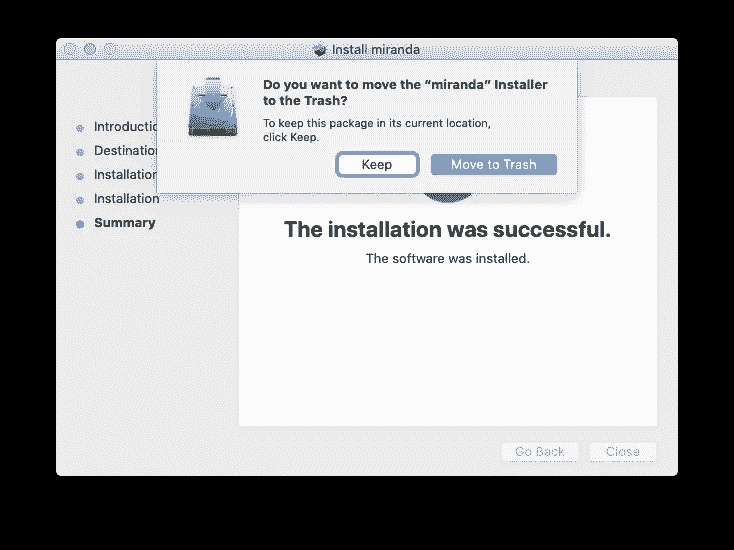 Install miranda
Do you want to move the “miranda” Installer
to the Trash?
To keep this package in its current location,
click Keep.
Keep
Move to Trash
Introductio
Destination
Installation
Installation
Summary
The installation was successful.
The software was installed.
Go Back
Close